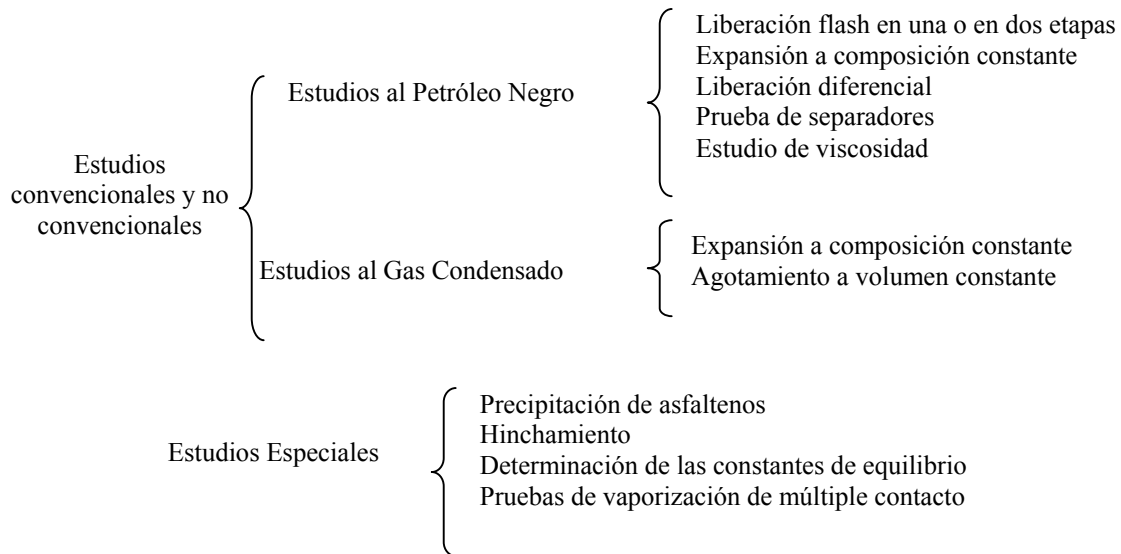 Estudios
convencionales y no
convencionales
Estudios al Petróleo Negro
Liberación flash en una o en dos etapas
Expansión a composición constante
Liberación diferencial
Prueba de separadores
Estudio de viscosidad
Estudios al Gas Condensado
Expansión a composición constante
Agotamiento a volumen constante
Estudios Especiales
Precipitación de asfaltenos
Hinchamiento
Determinación de las constantes de equilibrio
Pruebas de vaporización de múltiple contacto